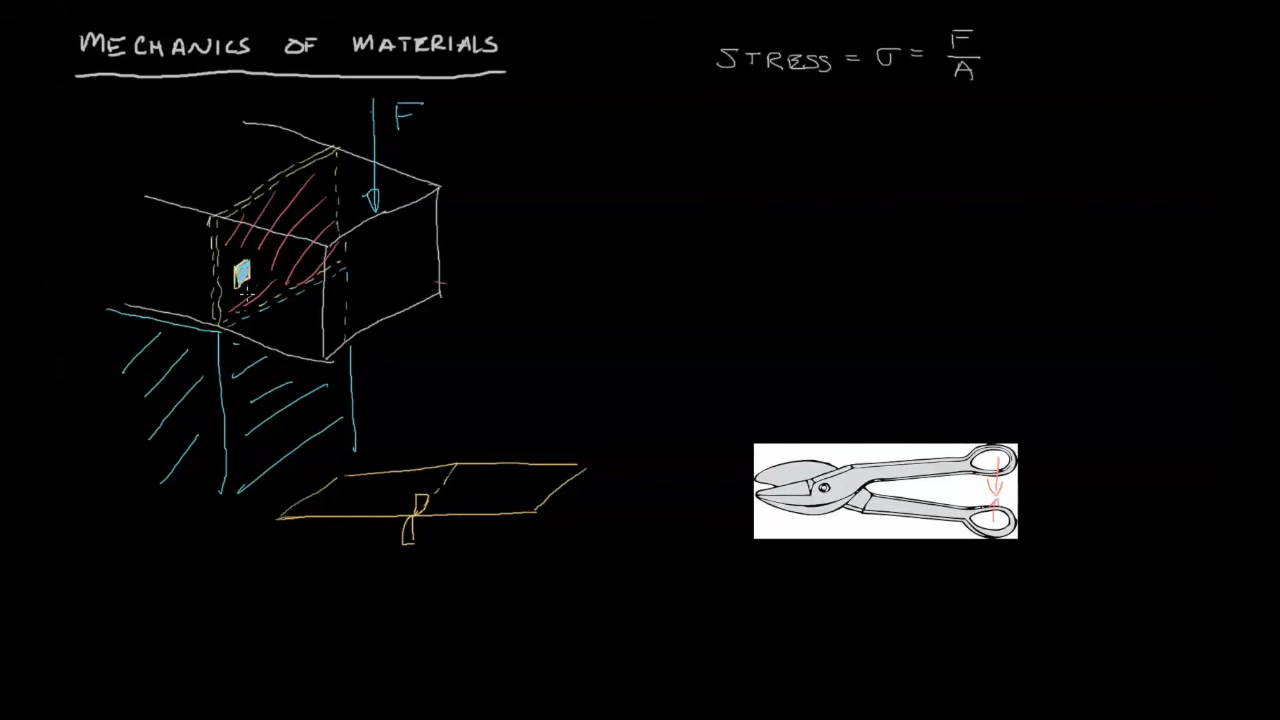 MECHANICS OF MATERIALS
STRESS = σ = F/A
F